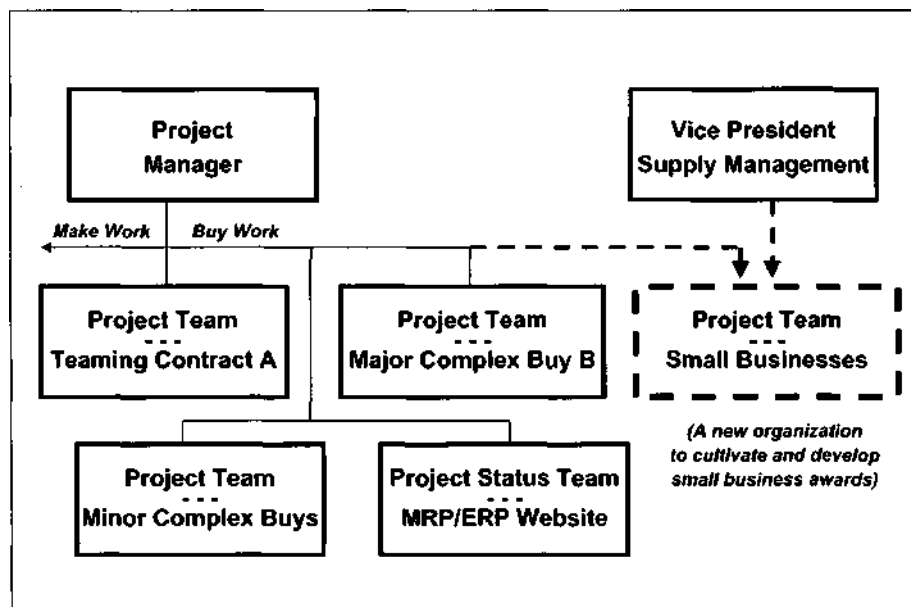 Project
Manager
Vice President
Supply Management
Make Work
Buy Work
Project Team
- - -
Teaming Contract A
Project Team
- - -
Major Complex Buy B
Project Team
- - -
Small Businesses
(A new organization
to cultivate and develop
small business awards)
Project Team
- - -
Minor Complex Buys
Project Status Team
- - -
MRP/ERP Website